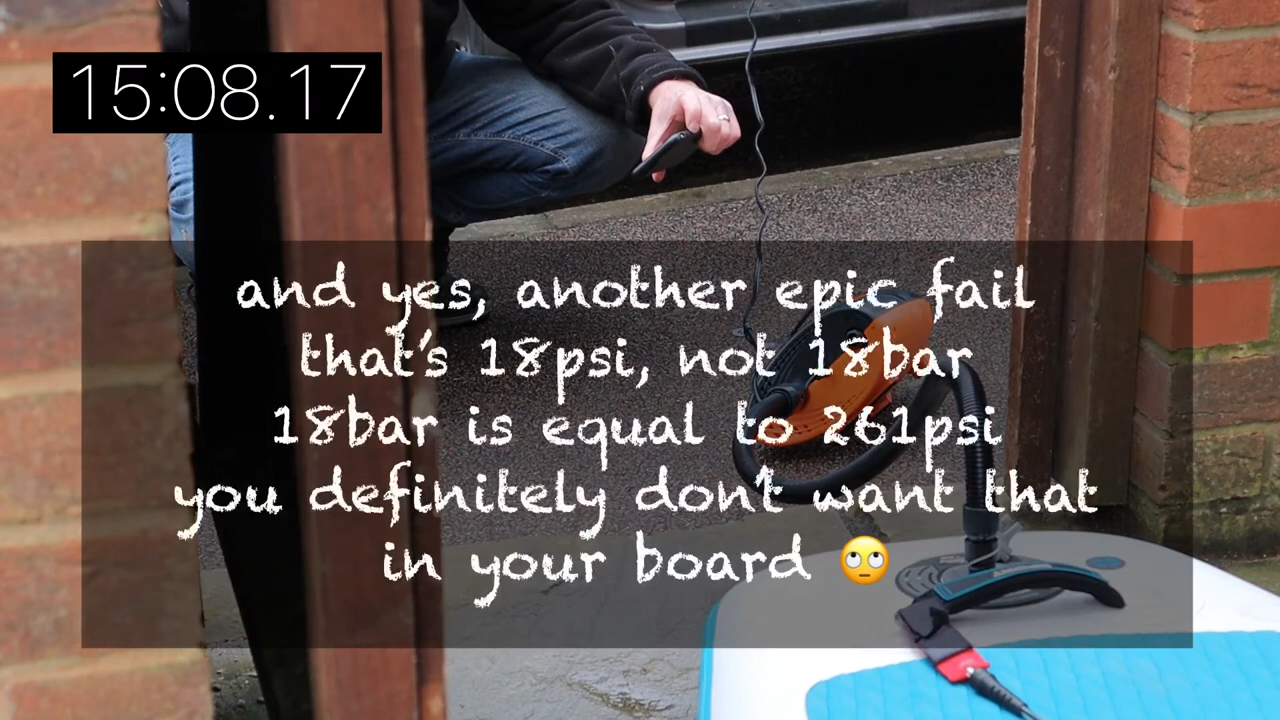 15:08.17
and yes, another epic fail
that's 18psi, not 18bar
18bar is equal to 261psi
you definitely don't want that
in your board 🙄